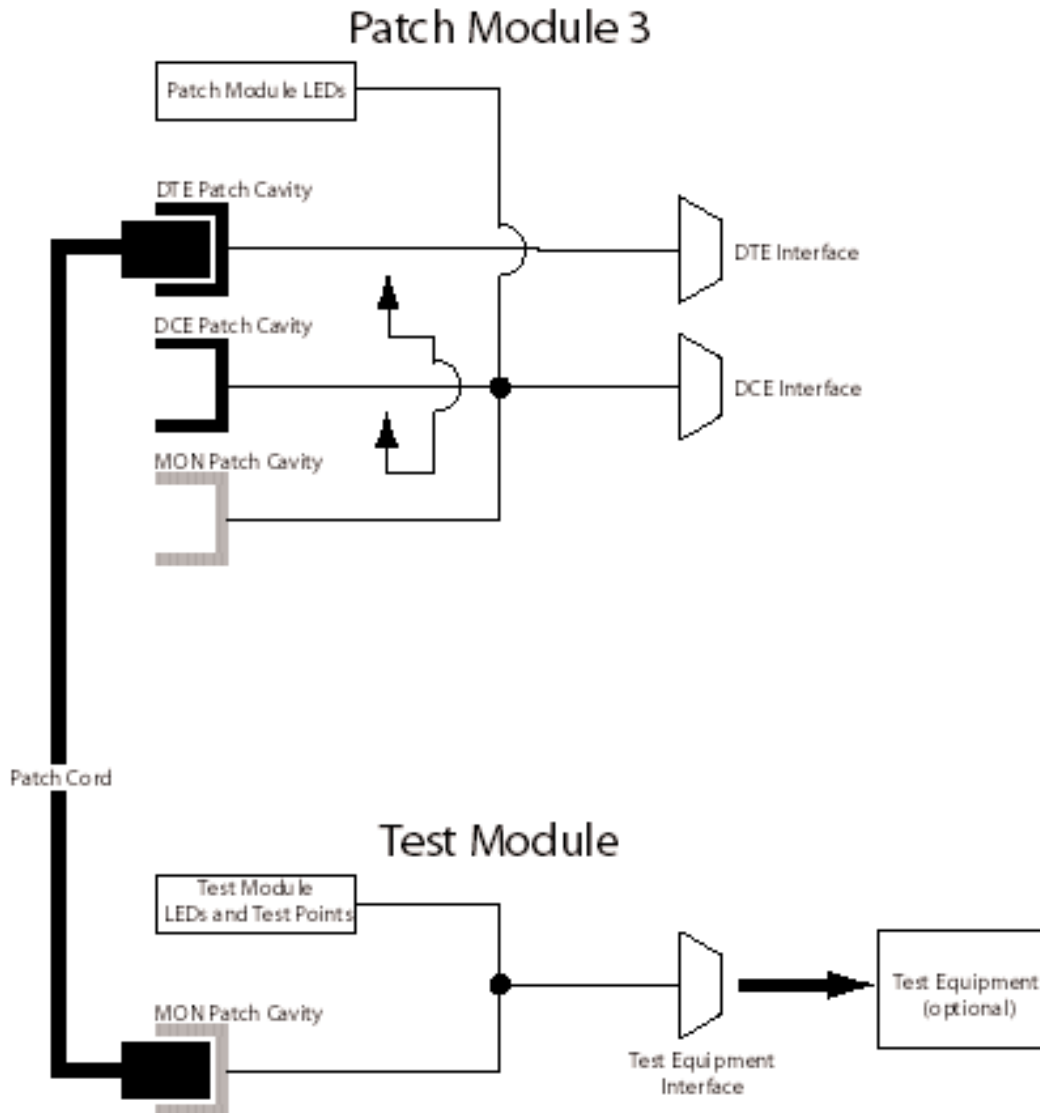 Patch Module 3
Patch Module LEDs
DTE Patch Cavity
DTE Interface
DCE Patch Cavity
DCE Interface
MON Patch Cavity
Patch Cord
Test Module
Test Module
LEDs and Test Points
MON Patch Cavity
Test Equipment
Interface
Test Equipment
(optional)